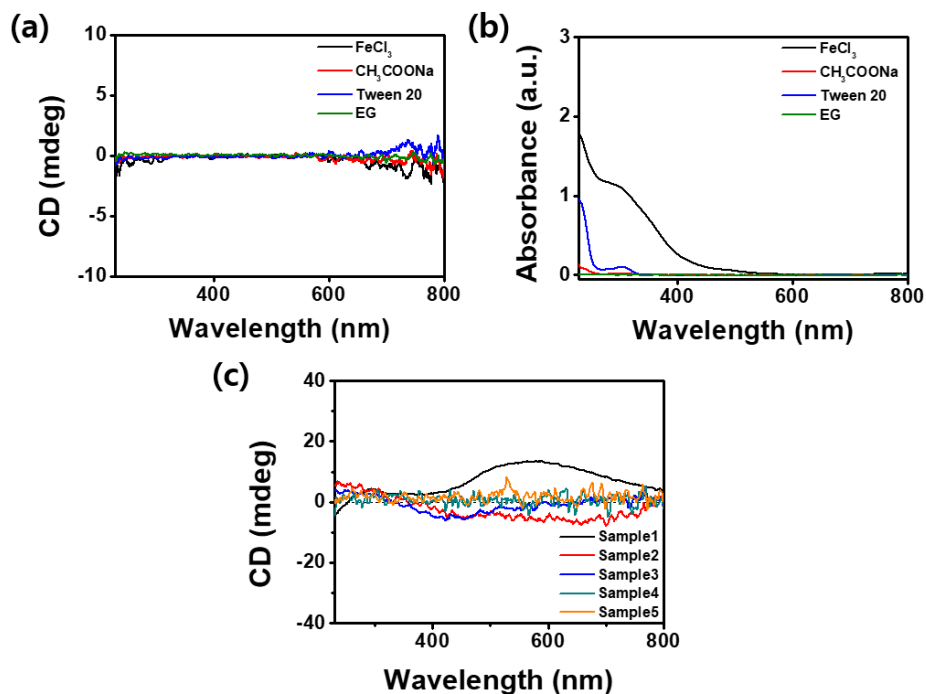 (a)
10
5
0
-5
-10
CD (mdeg)
FeCl₃
CH₃COONa
Tween 20
EG
400
600
800
Wavelength (nm)
(b)
3
2
1
0
Absorbance (a.u.)
FeCl₃
CH₃COONa
Tween 20
EG
400
600
800
Wavelength (nm)
(c)
40
20
0
-20
-40
CD (mdeg)
Sample1
Sample2
Sample3
Sample4
Sample5
400
600
800
Wavelength (nm)